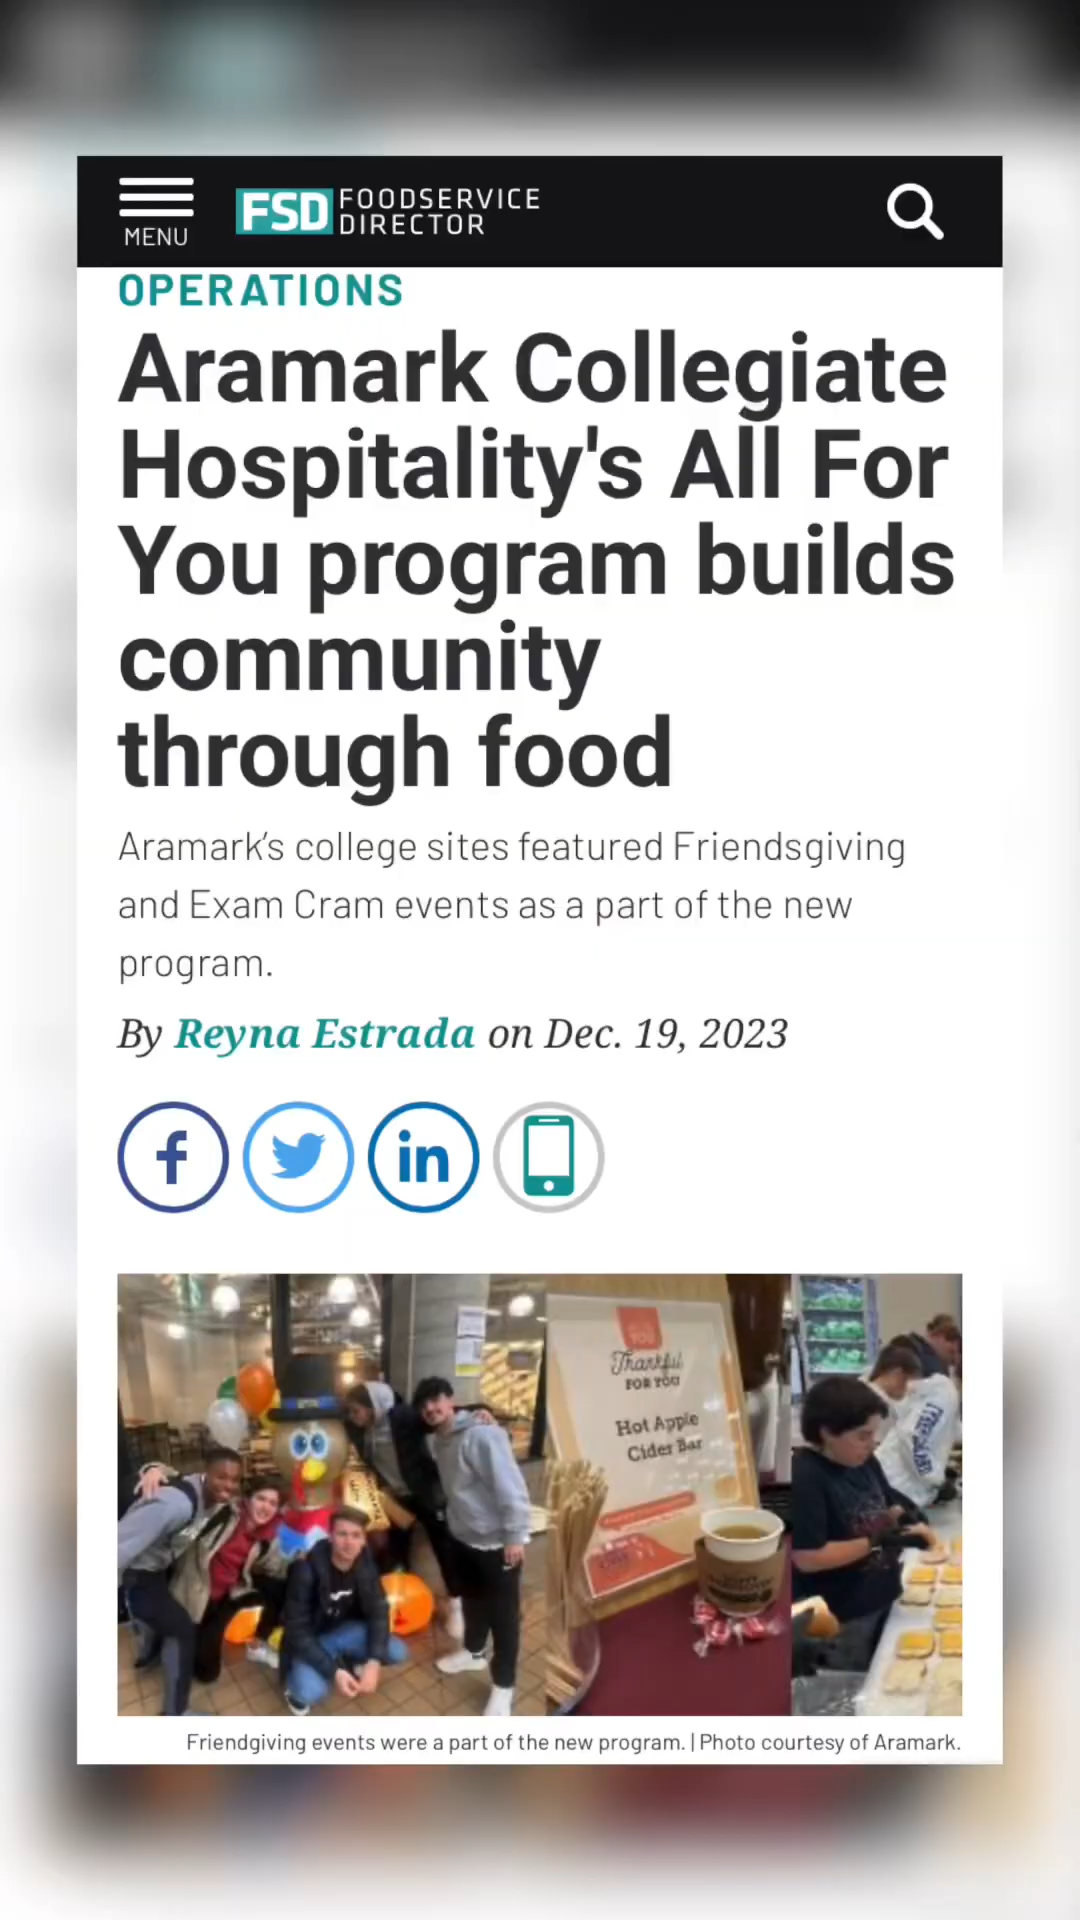 MENU
FSD FOODSERVICE
DIRECTOR
OPERATIONS
Aramark Collegiate
Hospitality's All For
You program builds
community
through food
Aramark’s college sites featured Friendsgiving
and Exam Cram events as a part of the new
program.
By Reyna Estrada on Dec. 19, 2023
f
in
YOU
Thankful
FOR YOU
Hot Apple
Cider Bar
Friendgiving events were a part of the new program. | Photo courtesy of Aramark.